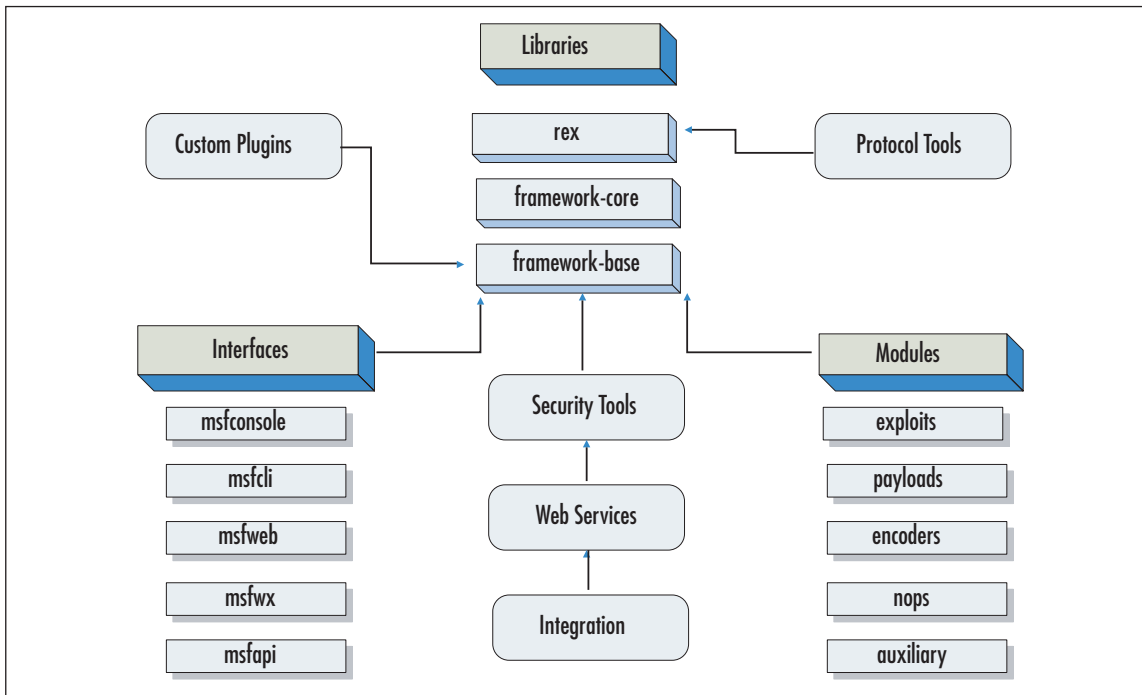 Libraries
Custom Plugins
rex
Protocol Tools
framework-core
framework-base
Interfaces
Modules
msfconsole
Security Tools
exploits
msfcli
payloads
msfweb
Web Services
encoders
msfwx
nops
Integration
msfapi
auxiliary